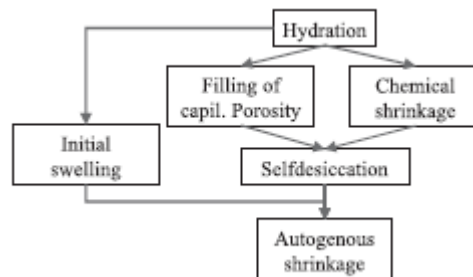 Hydration
Filling of
capil. Porosity
Chemical
shrinkage
Initial
swelling
Selfdesiccation
Autogenous
shrinkage